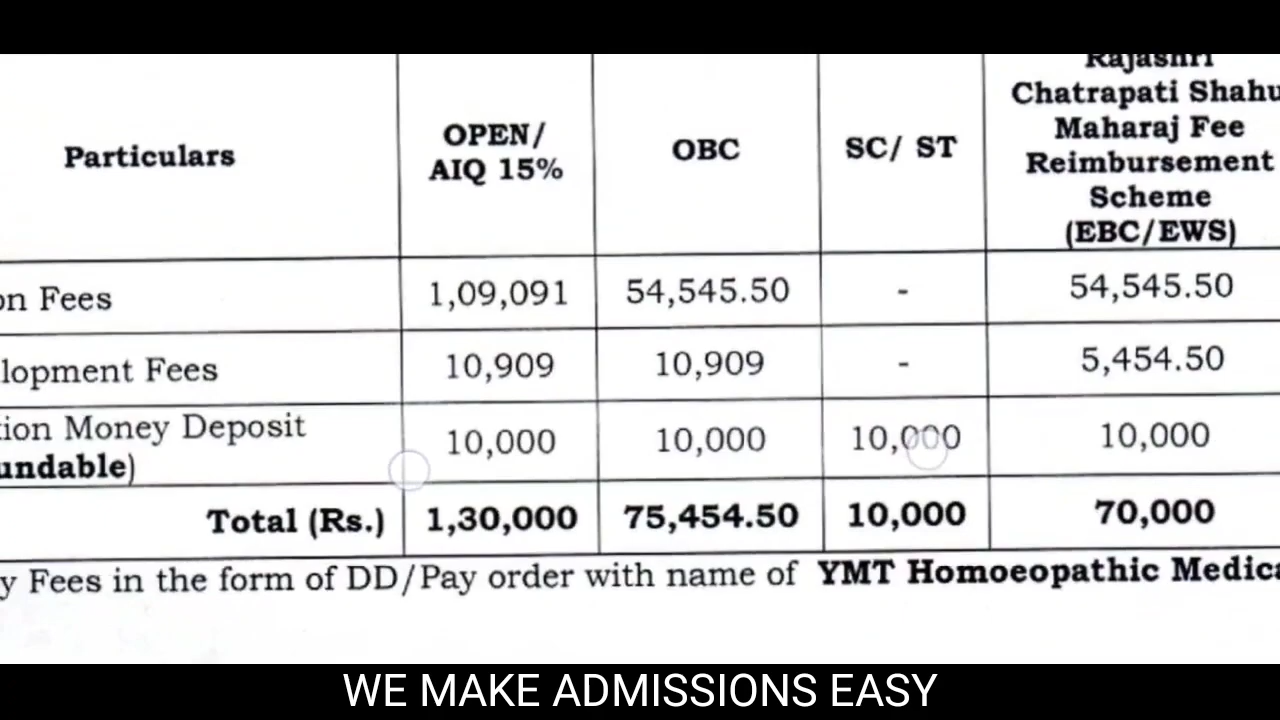 Rajashri
Chatrapati Shahu
Maharaj Fee
Reimbursement
Scheme
(EBC/EWS)
Particulars
OPEN/
AIQ 15%
OBC
SC/ ST
on Fees 1,09,091 54,545.50 - 54,545.50
lopment Fees 10,909 10,909 - 5,454.50
tion Money Deposit
undable) 10,000 10,000 10,000 10,000
Total (Rs.) 1,30,000 75,454.50 10,000 70,000
y Fees in the form of DD/Pay order with name of YMT Homoeopathic Medica
WE MAKE ADMISSIONS EASY